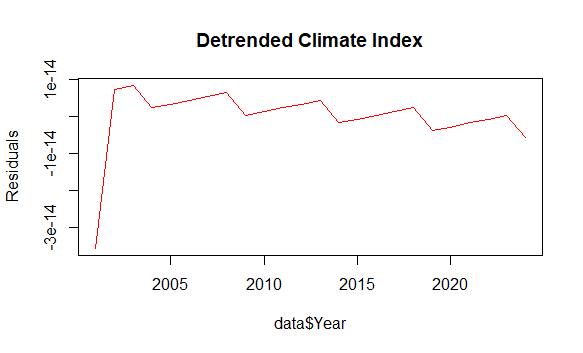 Detrended Climate Index
Residuals
1e-14
-1e-14
-3e-14
2005 2010 2015 2020
data$Year